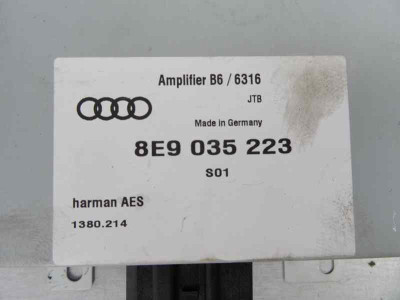 Amplifier B6 / 6316
JTB
Made in Germany
8E9 035 223
S01
harman AES
1380.214